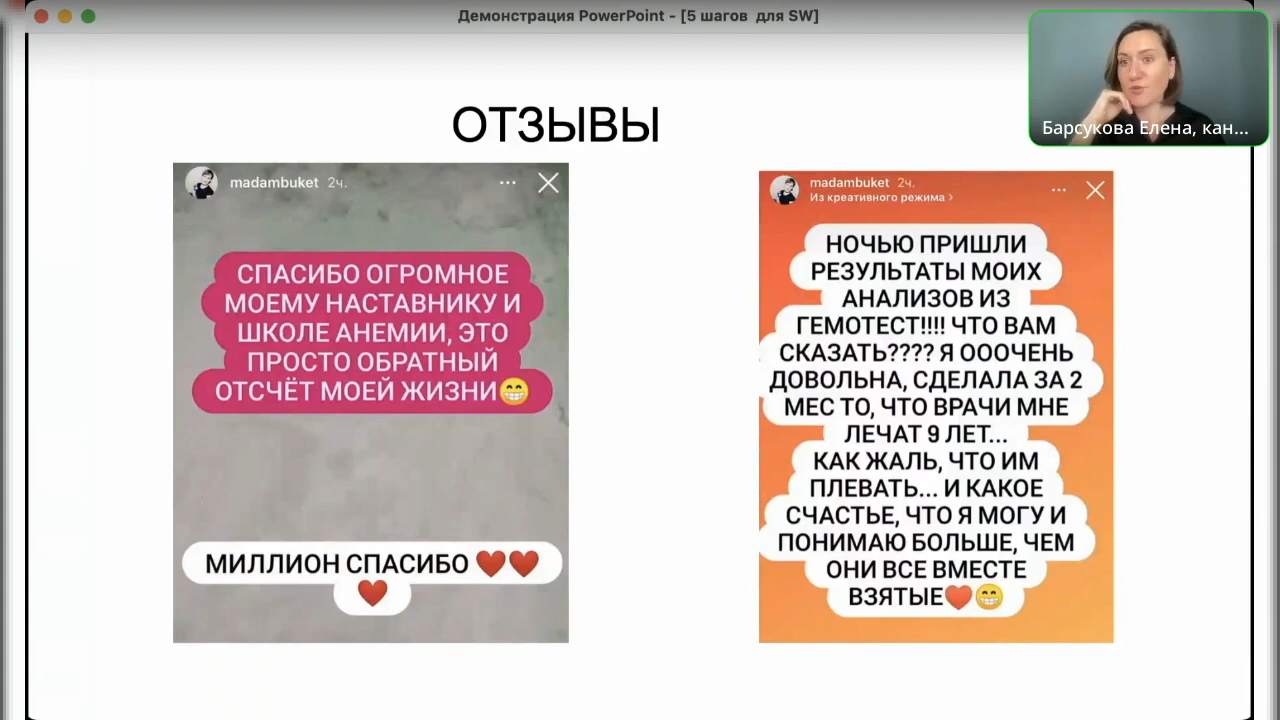 Демонстрация PowerPoint - [5 шагов для SW]
Барсукова Елена, кан...
ОТЗЫВЫ
madambuket 2ч.
СПАСИБО ОГРОМНОЕ
МОЕМУ НАСТАВНИКУ И
ШКОЛЕ АНЕМИИ, ЭТО
ПРОСТО ОБРАТНЫЙ
ОТСЧЁТ МОЕЙ ЖИЗНИ😁
МИЛЛИОН СПАСИБО ❤️❤️
❤️
madambuket 2ч.
Из креативного режима >
НОЧЬЮ ПРИШЛИ
РЕЗУЛЬТАТЫ МОИХ
АНАЛИЗОВ ИЗ
ГЕМОТЕСТ!!!! ЧТО ВАМ
СКАЗАТЬ???? Я ОООЧЕНЬ
ДОВОЛЬНА, СДЕЛАЛА ЗА 2
МЕС ТО, ЧТО ВРАЧИ МНЕ
ЛЕЧАТ 9 ЛЕТ...
КАК ЖАЛЬ, ЧТО ИМ
ПЛЕВАТЬ... И КАКОЕ
СЧАСТЬЕ, ЧТО Я МОГУ И
ПОНИМАЮ БОЛЬШЕ, ЧЕМ
ОНИ ВСЕ ВМЕСТЕ
ВЗЯТЫЕ♥️😁